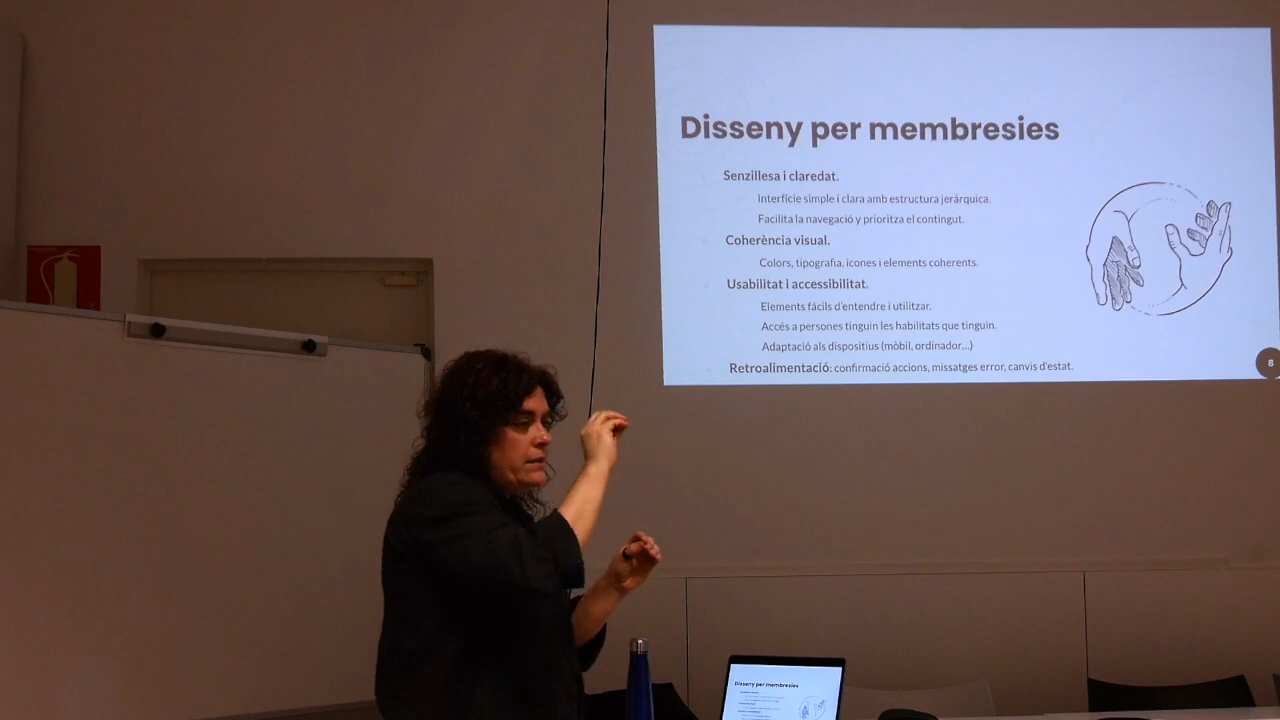 Disseny per membresies
Senzillesa i claredat.
Interfície simple i clara amb estructura jerárquica.
Facilita la navegació y prioritza el contingut.
Coherència visual.
Colors, tipografia, icones i elements coherents.
Usabilitat i accessibilitat.
Elements fàcils d'entendre i utilitzar.
Accés a persones tinguin les habilitats que tinguin.
Adaptació als dispositius (mòbil, ordinador...)
Retroalimentació: confirmació accions, missatges error, canvis d'estat.
8
Disseny per membresies